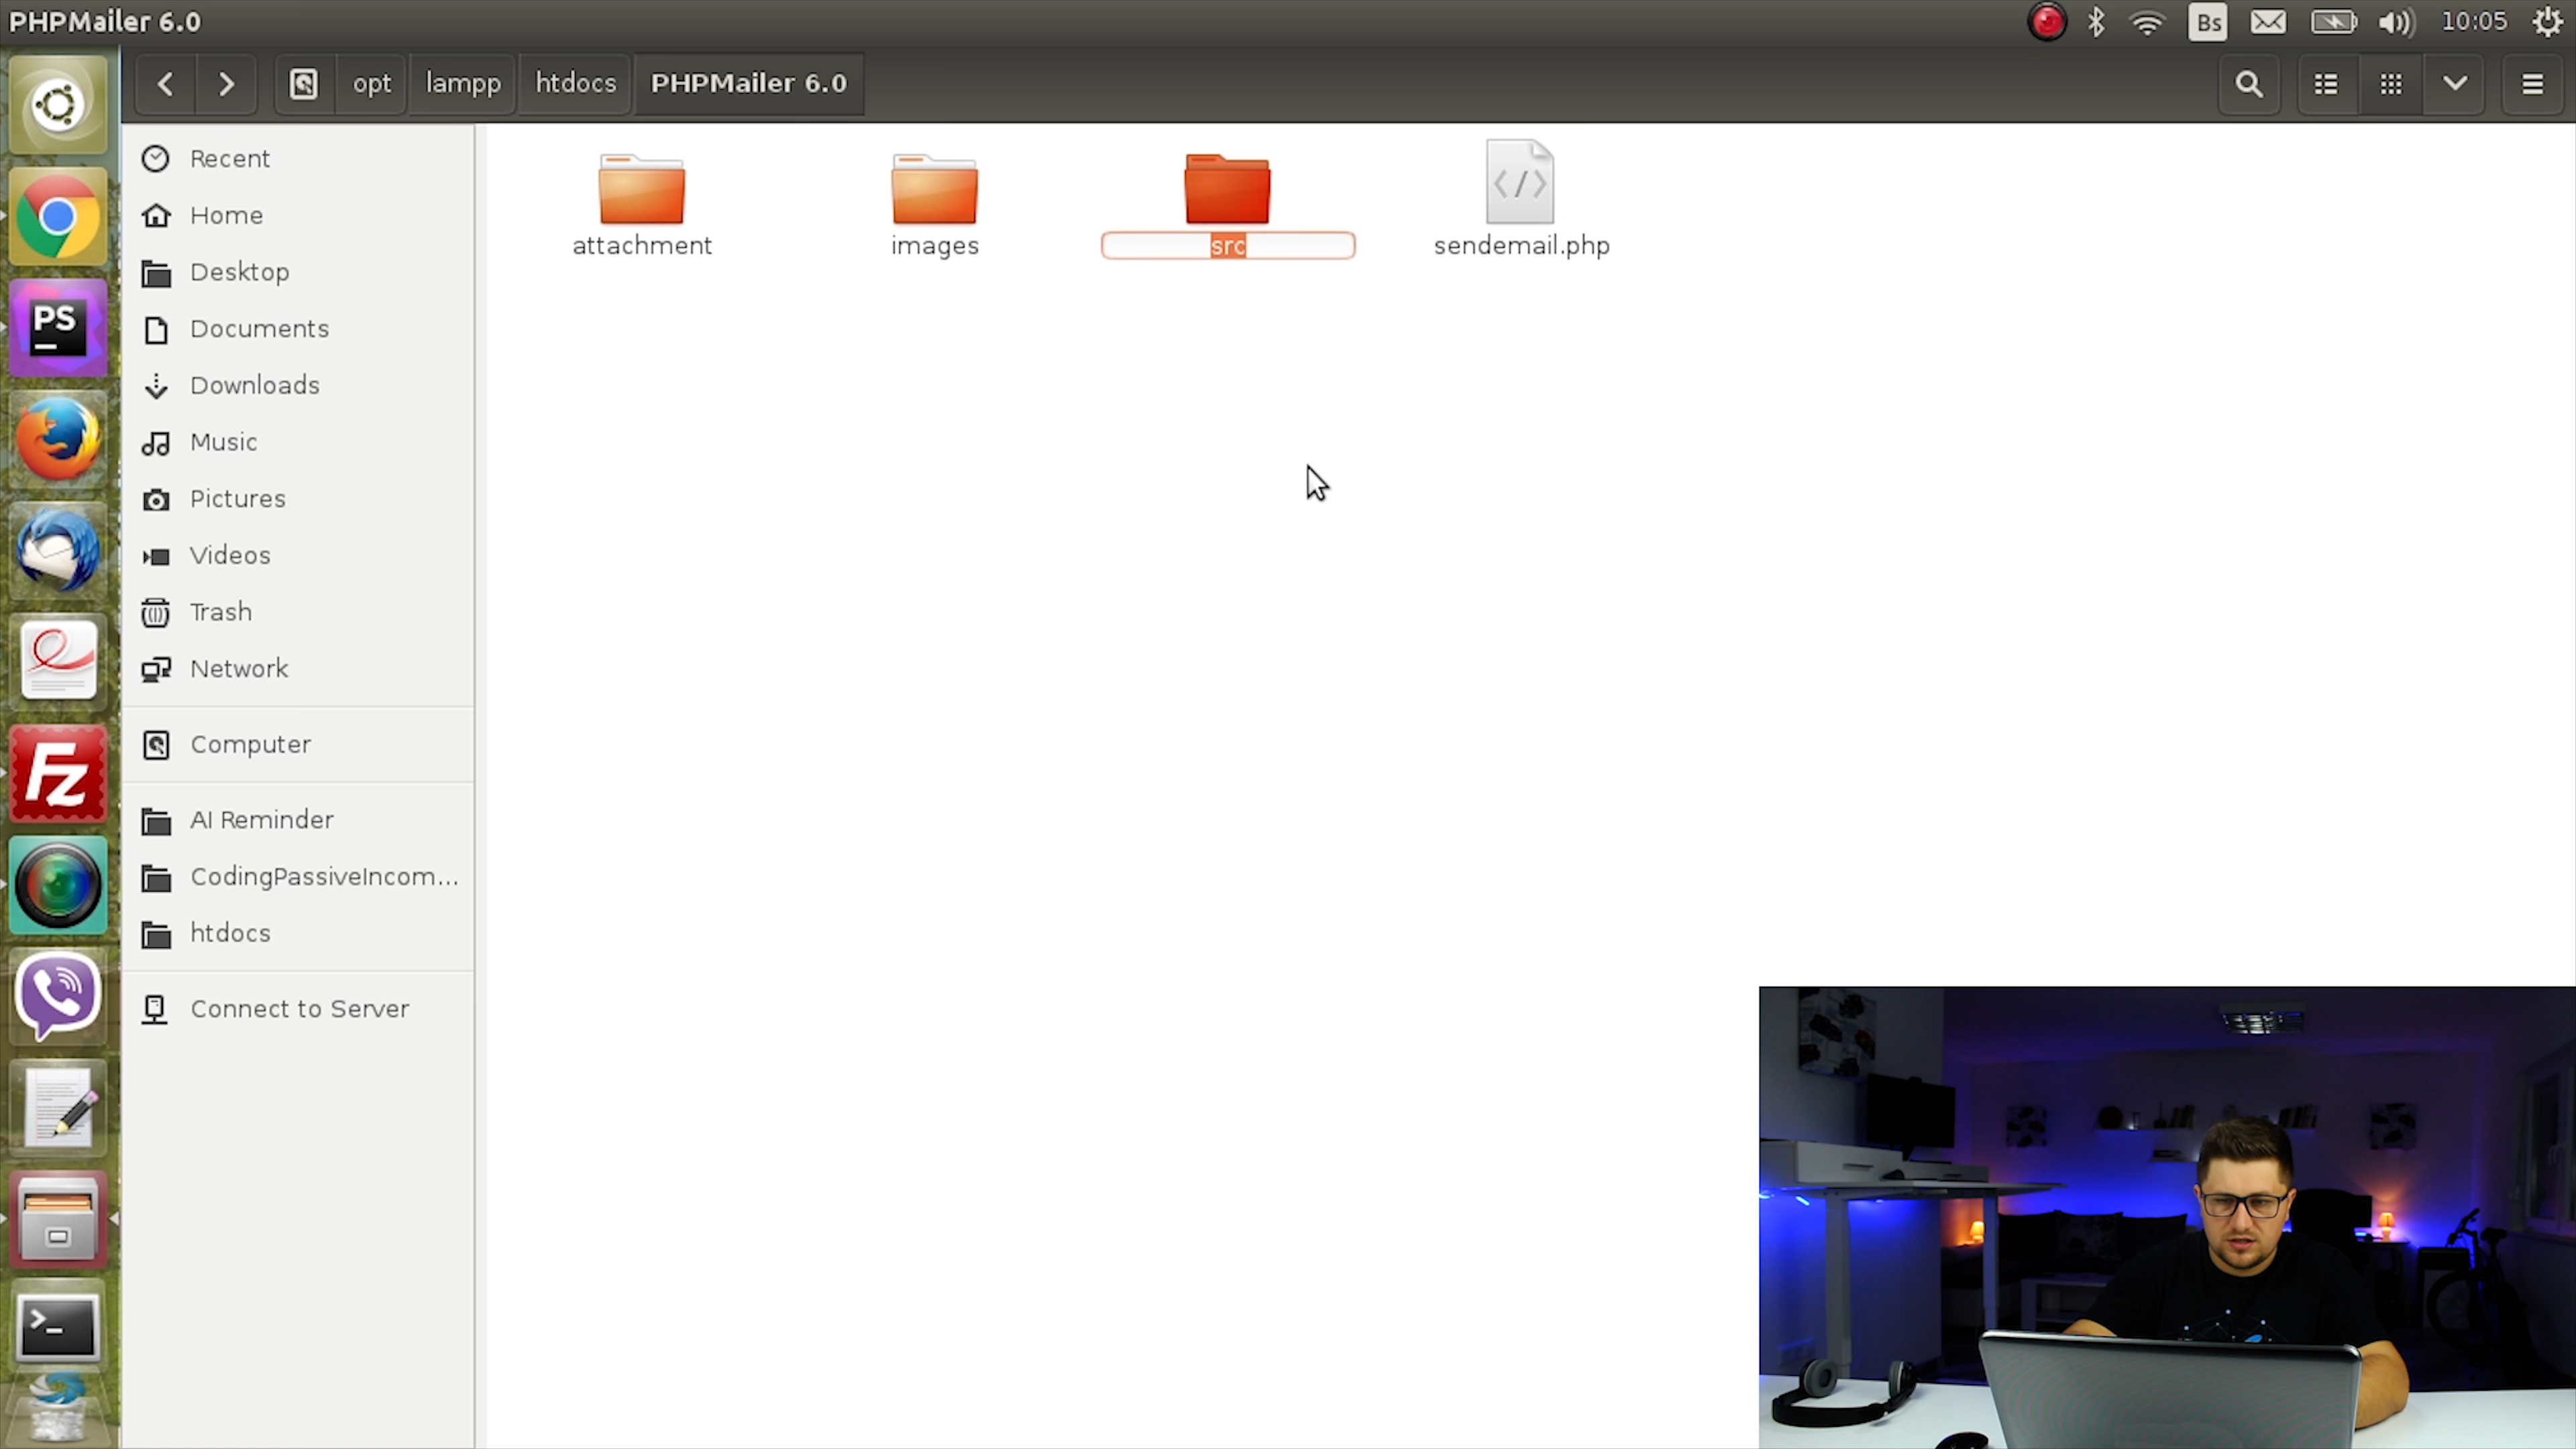 PHPMailer 6.0
Bs
10:05
opt
lampp
htdocs
PHPMailer 6.0
Recent
Home
Desktop
Documents
Downloads
Music
Pictures
Videos
Trash
Network
Computer
AI Reminder
CodingPassiveIncom...
htdocs
Connect to Server
attachment
images
src
sendemail.php
PS
Fz